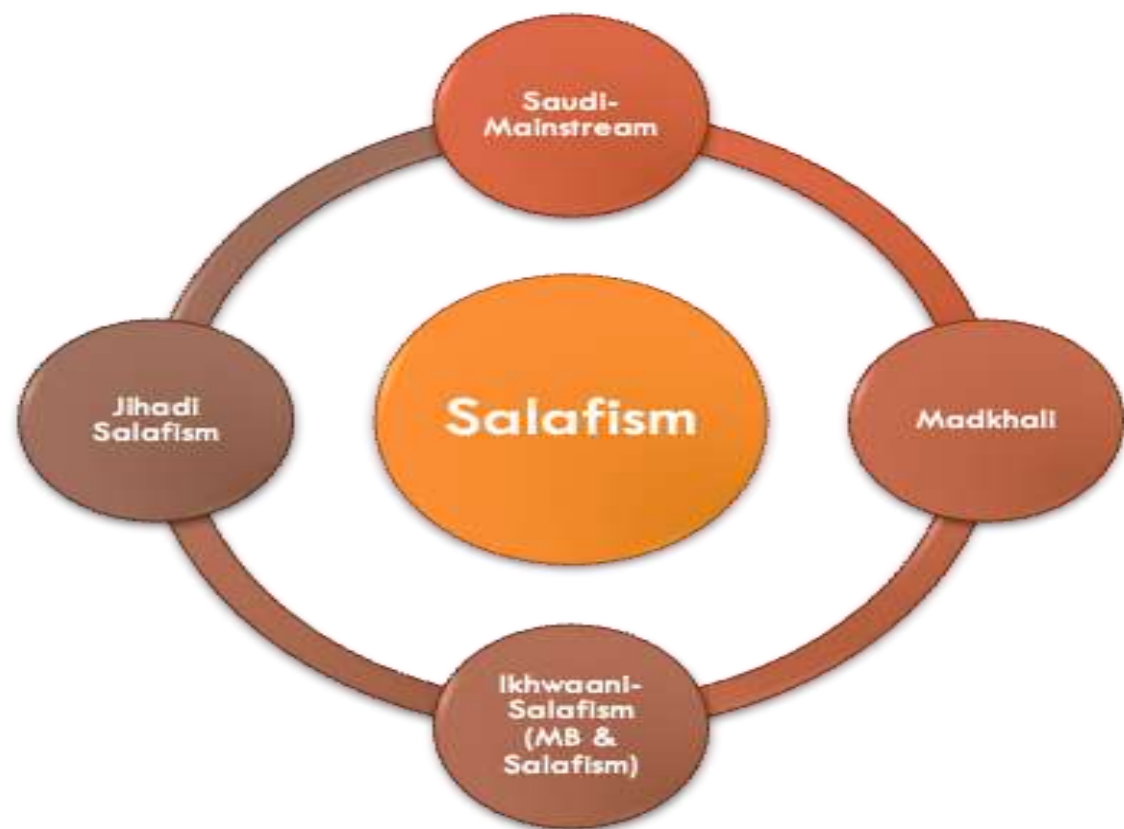 Saudi-
Mainstream
Salafism
Jihadi
Salafism
Madkhali
Ikhwaani-
Salafism
(MB &
Salafism)